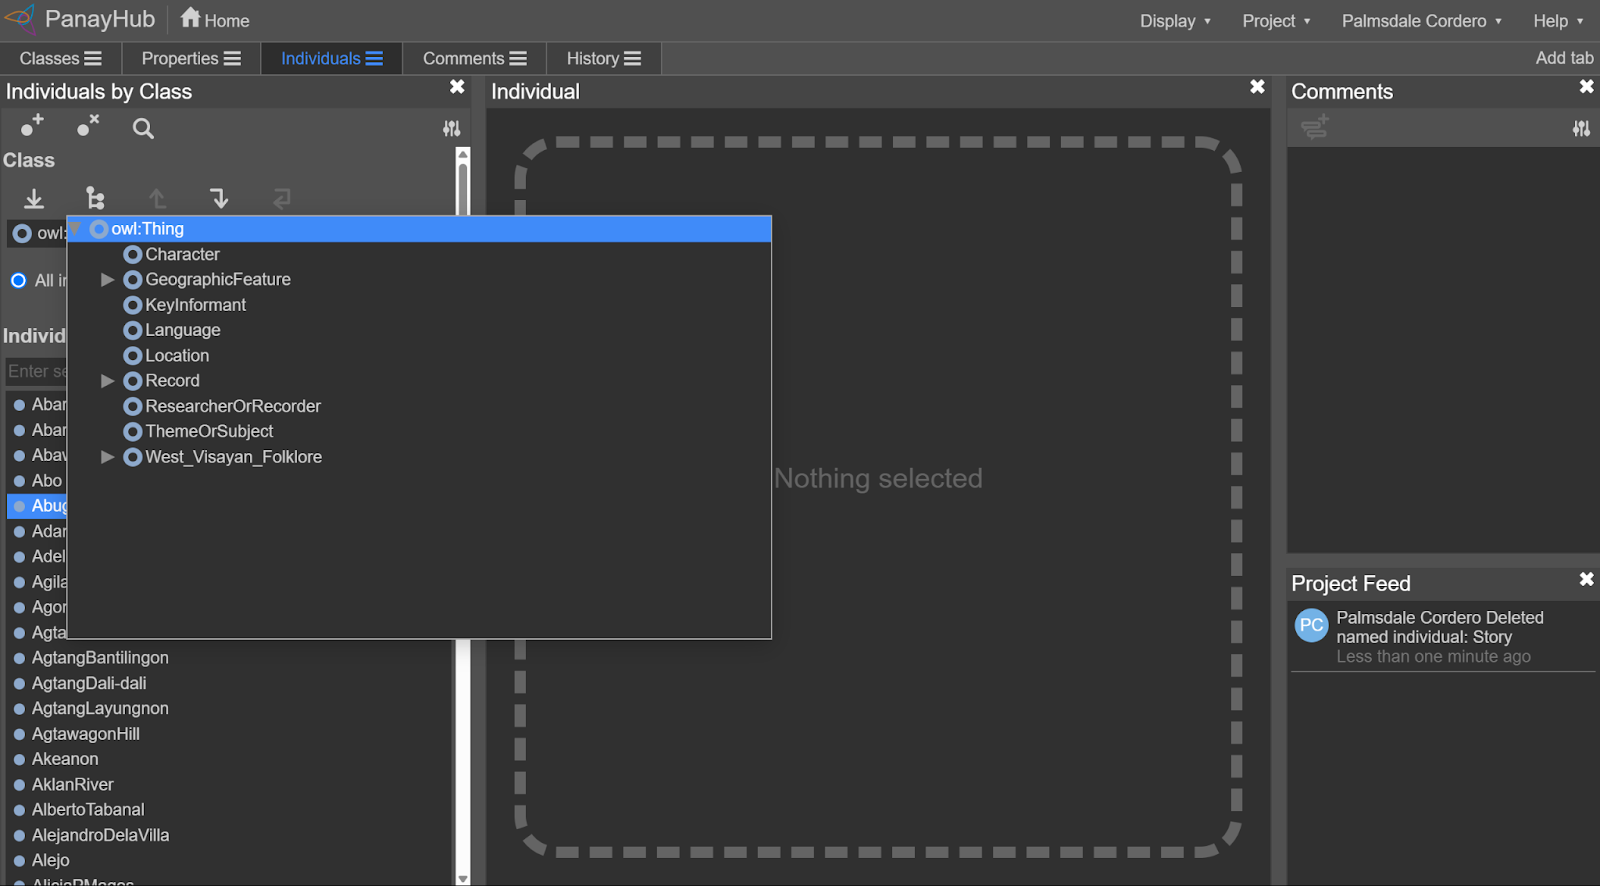 PanayHub
Home
Display
Project
Palmsdale Cordero
Help
Classes
Properties
Individuals
Comments
History
Add tab
Individuals by Class
Individual
Comments
Class
owl:
owl:Thing
Character
GeographicFeature
KeyInformant
Language
Location
Record
ResearcherOrRecorder
ThemeOrSubject
West_Visayan_Folklore
All in
Individ
Enter se
Abar
Abar
Abav
Abo
Abug
Adar
Adel
Agila
Agor
Agta
AgtangBantilingon
AgtangDali-dali
AgtangLayungnon
AgtawagonHill
Akeanon
AklanRiver
AlbertoTabanal
AlejandroDelaVilla
Alejo
Nothing selected
Project Feed
PC
Palmsdale Cordero Deleted
named individual: Story
Less than one minute ago